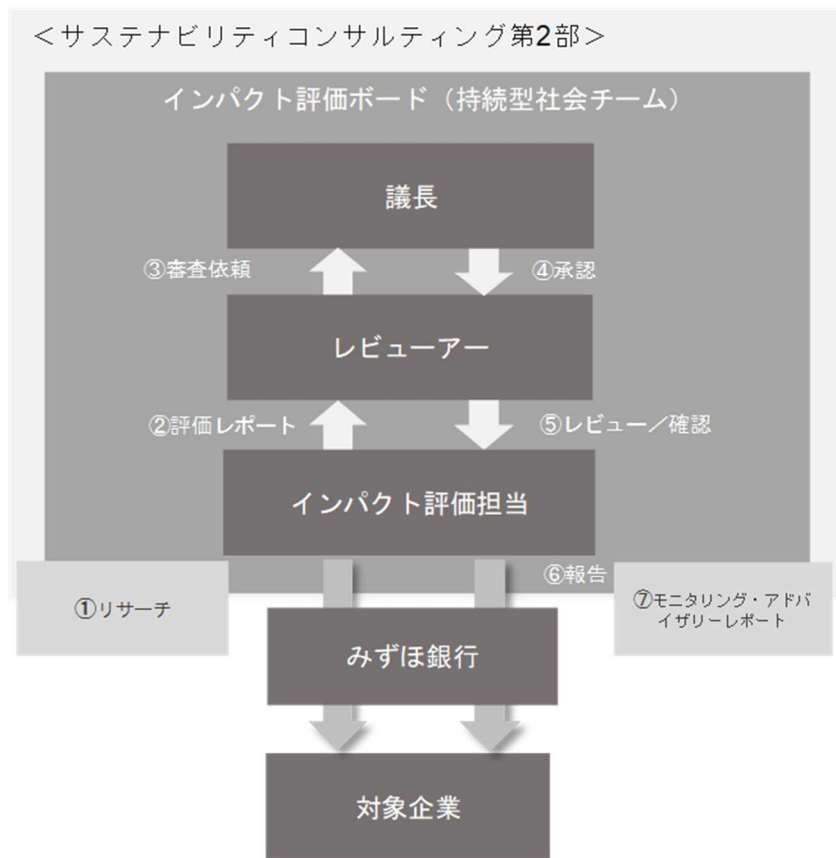 ＜サステナビリティコンサルティング第2部＞
インパクト評価ボード（持続型社会チーム）
議長
③審査依頼
④承認
レビューアー
②評価レポート
⑤レビュー／確認
インパクト評価担当
⑥報告
①リサーチ
⑦モニタリング・アドバ
イザリーレポート
みずほ銀行
対象企業